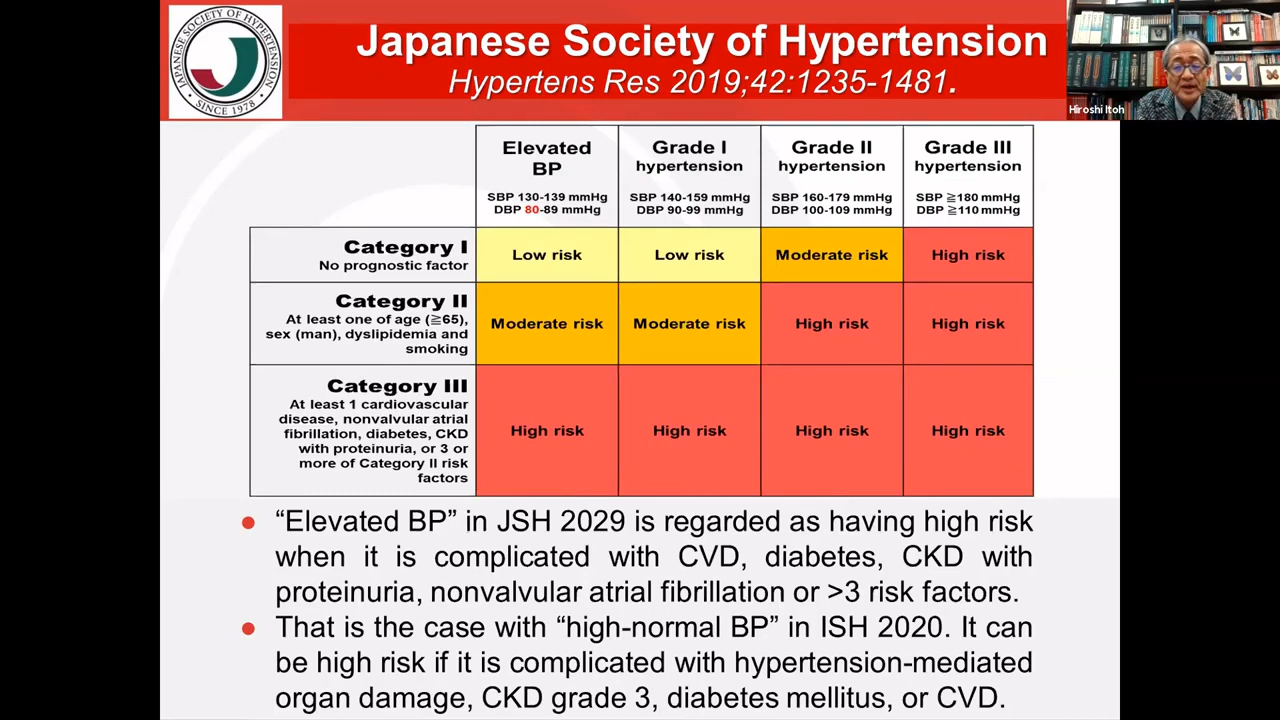 JAPANESE SOCIETY OF HYPERTENSION
• SINCE 1978 •
Japanese Society of Hypertension
Hypertens Res 2019;42:1235-1481.
Hiroshi Itoh
Elevated
BP
SBP 130-139 mmHg
DBP 80-89 mmHg
Grade I
hypertension
SBP 140-159 mmHg
DBP 90-99 mmHg
Grade II
hypertension
SBP 160-179 mmHg
DBP 100-109 mmHg
Grade III
hypertension
SBP ≧180 mmHg
DBP ≧110 mmHg
Category I
No prognostic factor
Low risk
Low risk
Moderate risk
High risk
Category II
At least one of age (≧65),
sex (man), dyslipidemia and
smoking
Moderate risk
Moderate risk
High risk
High risk
Category III
At least 1 cardiovascular
disease, nonvalvular atrial
fibrillation, diabetes, CKD
with proteinuria, or 3 or
more of Category II risk
factors
High risk
High risk
High risk
High risk
● “Elevated BP” in JSH 2029 is regarded as having high risk
when it is complicated with CVD, diabetes, CKD with
proteinuria, nonvalvular atrial fibrillation or >3 risk factors.
● That is the case with “high-normal BP” in ISH 2020. It can
be high risk if it is complicated with hypertension-mediated
organ damage, CKD grade 3, diabetes mellitus, or CVD.